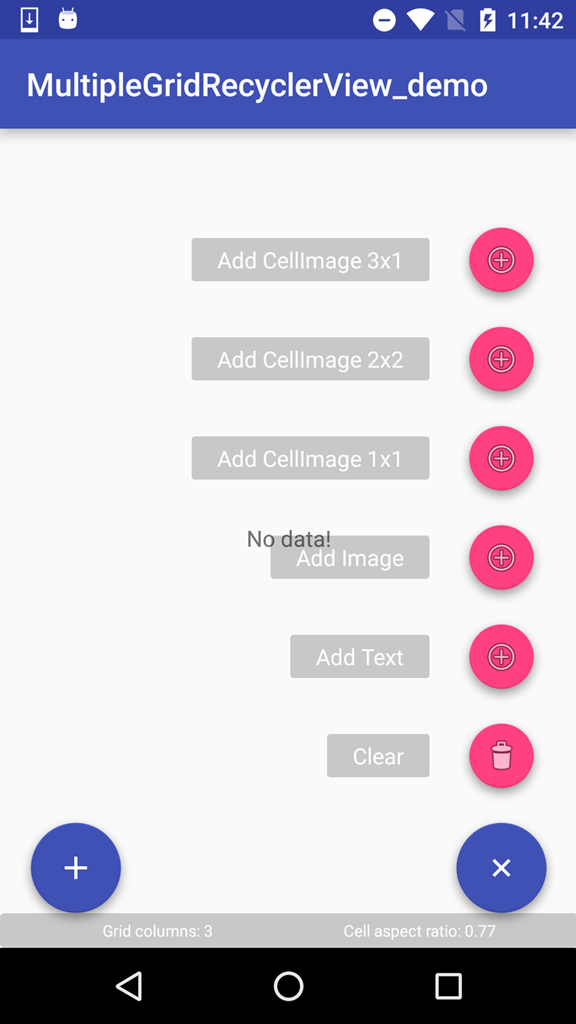 11:42
MultipleGridRecyclerView_demo
Add CellImage 3x1
Add CellImage 2x2
Add CellImage 1x1
No data!
Add Image
Add Text
Clear
Grid columns: 3 Cell aspect ratio: 0.77